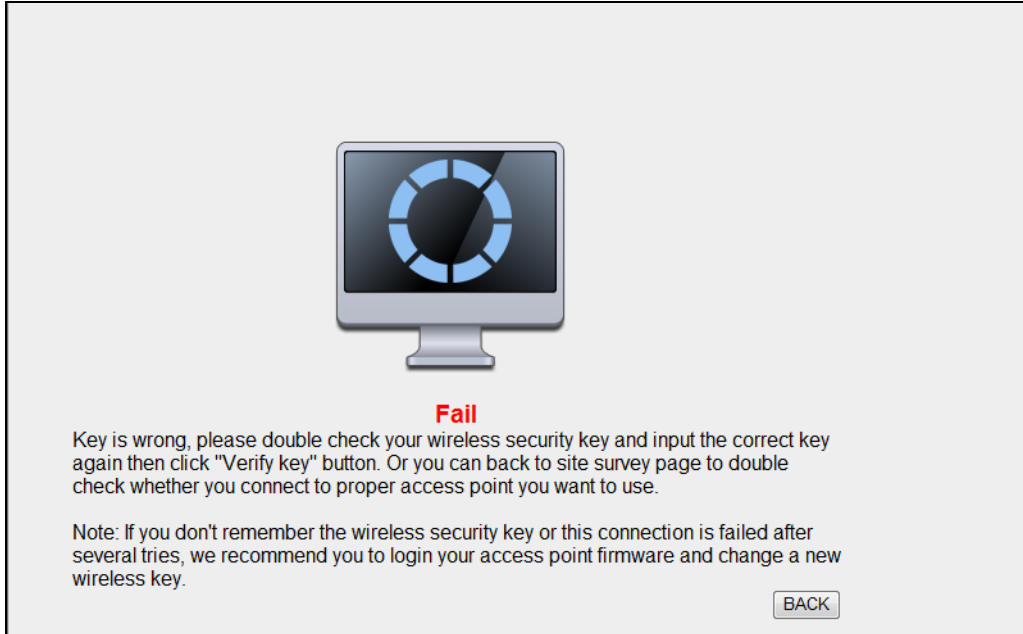 Fail
Key is wrong, please double check your wireless security key and input the correct key
again then click "Verify key" button. Or you can back to site survey page to double
check whether you connect to proper access point you want to use.
Note: If you don't remember the wireless security key or this connection is failed after
several tries, we recommend you to login your access point firmware and change a new
wireless key.
BACK